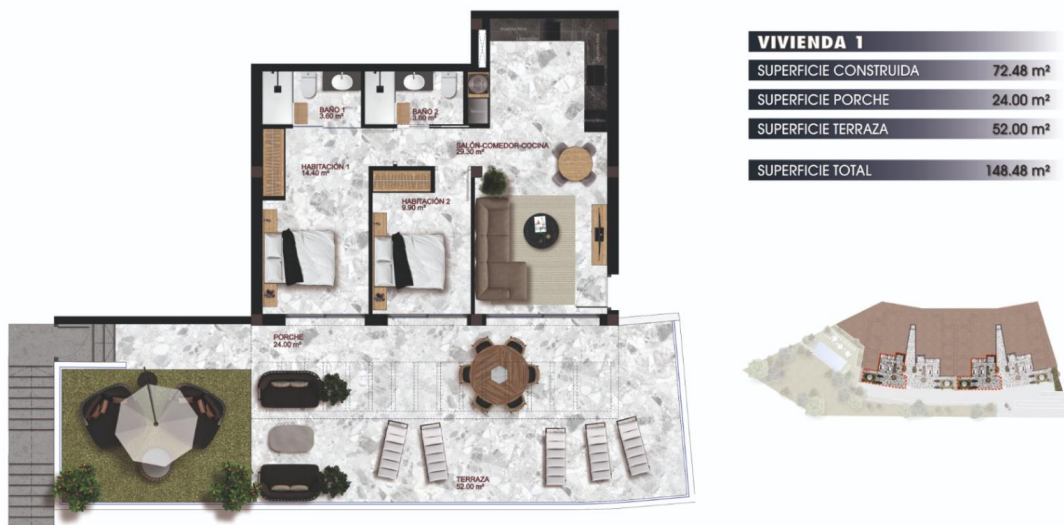 VIVIENDA 1
SUPERFICIE CONSTRUIDA 72.48 m²
SUPERFICIE PORCHE 24.00 m²
SUPERFICIE TERRAZA 52.00 m²
SUPERFICIE TOTAL 148.48 m²
BAÑO 1
3.60 m²
BAÑO 2
3.60 m²
SALÓN-COMEDOR-COCINA
29.30 m²
HABITACIÓN 1
14.40 m²
HABITACIÓN 2
9.90 m²
PORCHE
24.00 m²
TERRAZA
52.00 m²